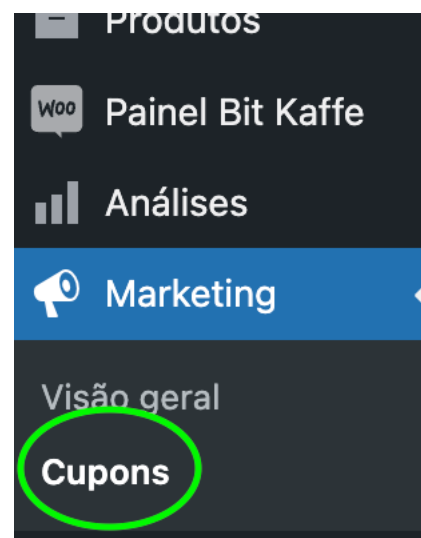 Produtos
Woo
Painel Bit Kaffe
Análises
Marketing
Visão geral
Cupons